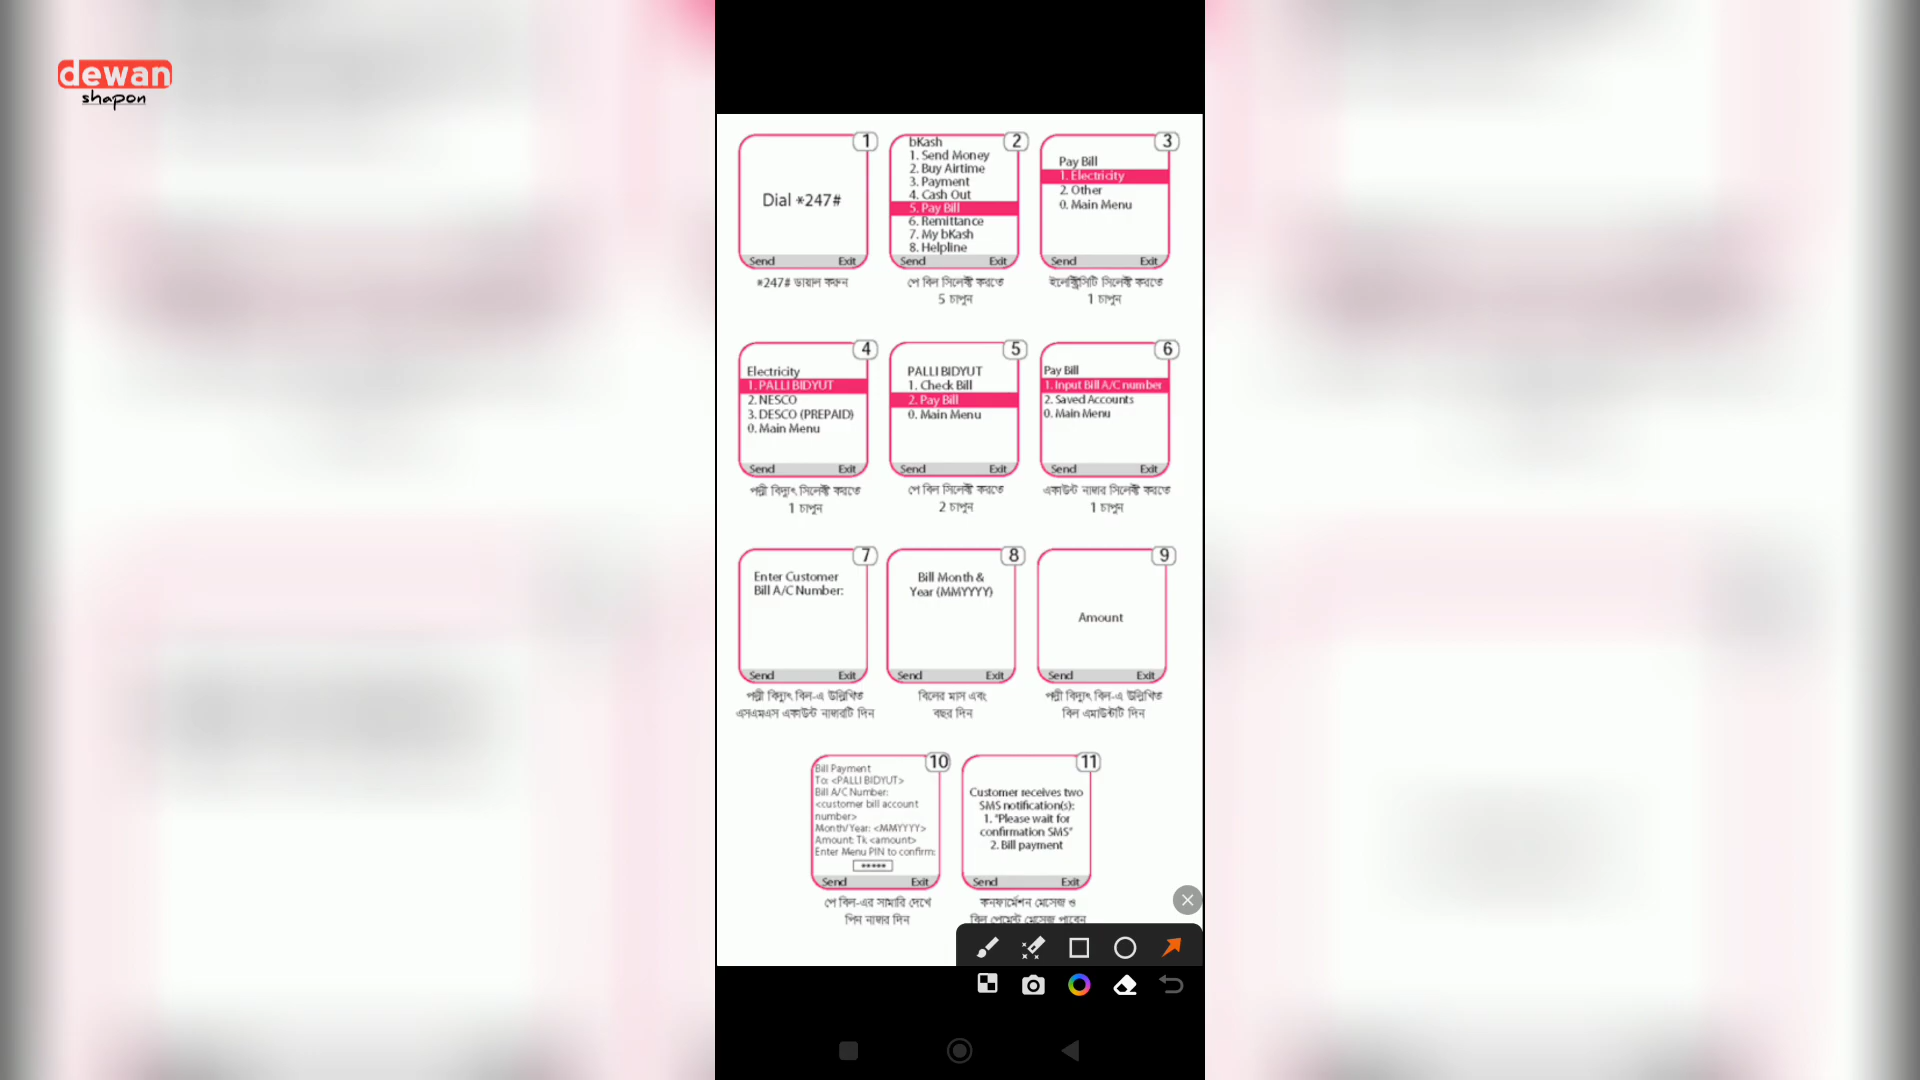 dewan
shapon
1
Dial *247#
Send Exit
*247# ডায়াল করুন
2
bKash
1. Send Money
2. Buy Airtime
3. Payment
4. Cash Out
5. Pay Bill
6. Remittance
7. My bKash
8. Helpline
Send Exit
পে বিল সিলেক্ট করতে
5 চাপুন
3
Pay Bill
1. Electricity
2. Other
0. Main Menu
Send Exit
ইলেক্ট্রিসিটি সিলেক্ট করতে
1 চাপুন
4
Electricity
1. PALLI BIDYUT
2. NESCO
3. DESCO (PREPAID)
0. Main Menu
Send Exit
পল্লী বিদ্যুৎ সিলেক্ট করতে
1 চাপুন
5
PALLI BIDYUT
1. Check Bill
2. Pay Bill
0. Main Menu
Send Exit
পে বিল সিলেক্ট করতে
2 চাপুন
6
Pay Bill
1. Input Bill A/C number
2. Saved Accounts
0. Main Menu
Send Exit
একাউন্ট নাম্বার সিলেক্ট করতে
1 চাপুন
7
Enter Customer
Bill A/C Number:
Send Exit
পল্লী বিদ্যুৎ বিল-এ উল্লিখিত
এসএমএস একাউন্ট নাম্বারটি দিন
8
Bill Month &
Year (MMYYYY)
Send Exit
বিলের মাস এবং
বছর দিন
9
Amount
Send Exit
পল্লী বিদ্যুৎ বিল-এ উল্লিখিত
বিল এমাউন্টটি দিন
10
Bill Payment
To: <PALLI BIDYUT>
Bill A/C Number:
<customer bill account
number>
Month/Year: <MMYYYY>
Amount: Tk <amount>
Enter Menu PIN to confirm:
*****
Send Exit
পে বিল-এর সামারি দেখে
পিন নাম্বার দিন
11
Customer receives two
SMS notification(s):
1. "Please wait for
confirmation SMS"
2. Bill payment
Send Exit
কনফার্মেশন মেসেজ ও
বিল পেমেন্ট মেসেজ পাবেন